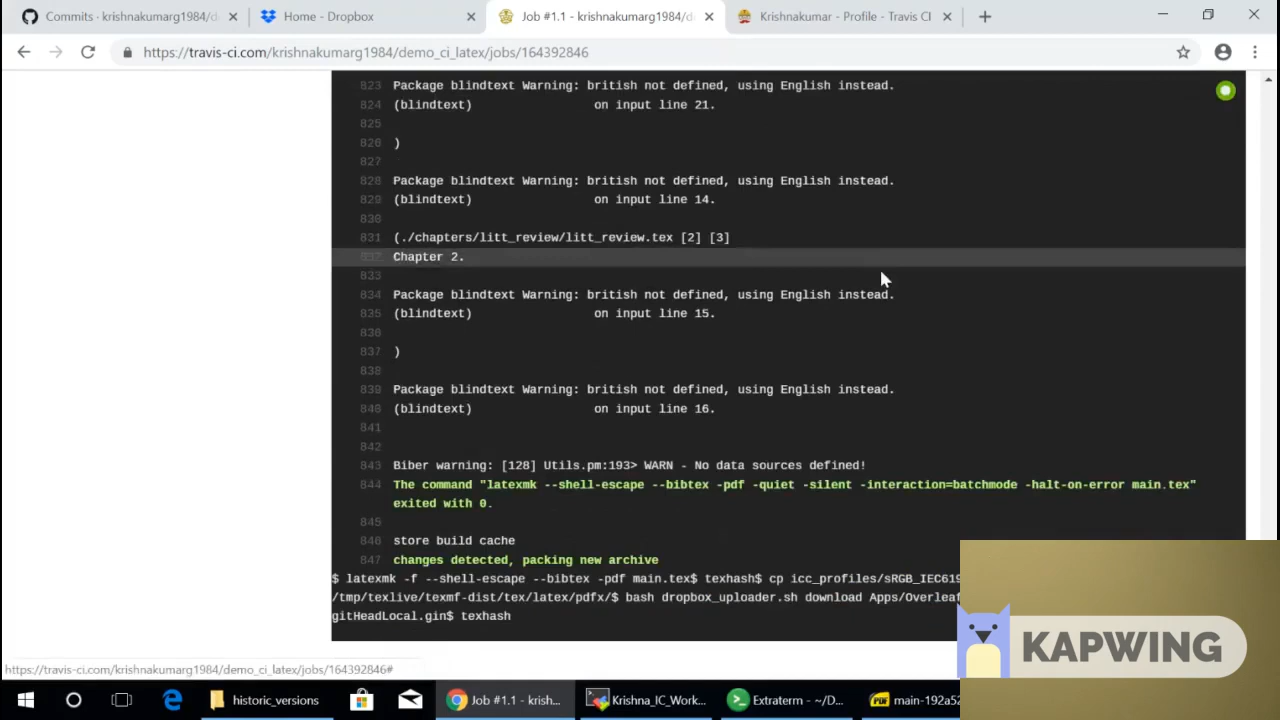 Commits · krishnakumarg1984/d
Home - Dropbox
Job #1.1 - krishnakumarg1984/d
Krishnakumar - Profile - Travis CI
https://travis-ci.com/krishnakumarg1984/demo_ci_latex/jobs/164392846
823 Package blindtext Warning: british not defined, using English instead.
824 (blindtext) on input line 21.
825
826 )
827
828 Package blindtext Warning: british not defined, using English instead.
829 (blindtext) on input line 14.
830
831 (./chapters/litt_review/litt_review.tex [2] [3]
832 Chapter 2.
833
834 Package blindtext Warning: british not defined, using English instead.
835 (blindtext) on input line 15.
836
837 )
838
839 Package blindtext Warning: british not defined, using English instead.
840 (blindtext) on input line 16.
841
842
843 Biber warning: [128] Utils.pm:193> WARN - No data sources defined!
844 The command "latexmk --shell-escape --bibtex -pdf -quiet -silent -interaction=batchmode -halt-on-error main.tex"
exited with 0.
845
846 store build cache
847 changes detected, packing new archive
$ latexmk -f --shell-escape --bibtex -pdf main.tex$ texhash$ cp icc_profiles/sRGB_IEC619
/tmp/texlive/texmf-dist/tex/latex/pdfx/$ bash dropbox_uploader.sh download Apps/Overleaf
gitHeadLocal.gin$ texhash
KAPWING
https://travis-ci.com/krishnakumarg1984/demo_ci_latex/jobs/164392846#
historic_versions
Job #1.1 - krish...
Krishna_IC_Work...
Extraterm - ~/D...
main-192a52